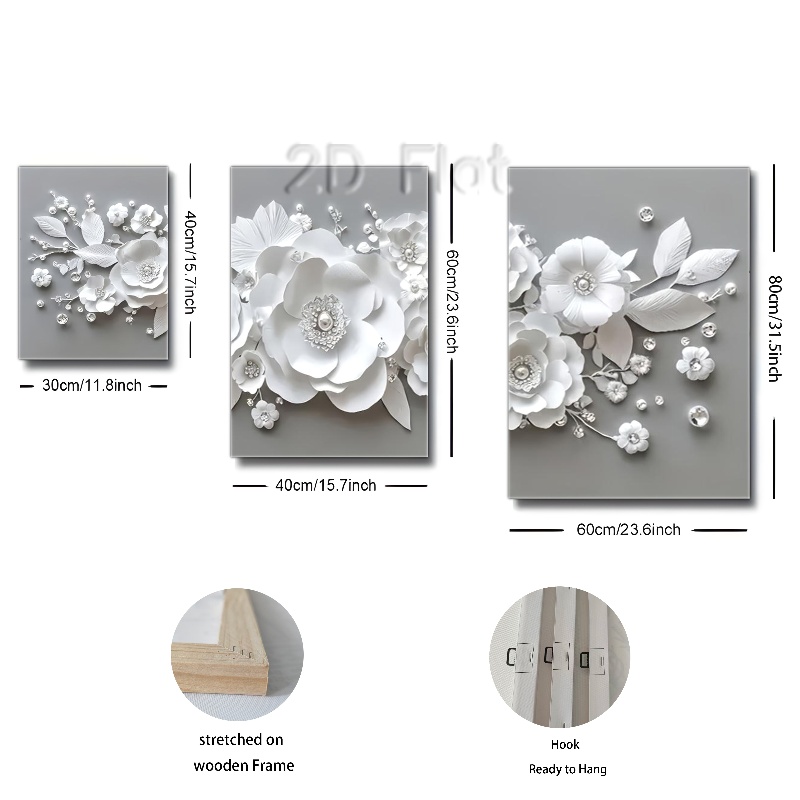 2D Flat
40cm/15.7inch
30cm/11.8inch
60cm/23.6inch
40cm/15.7inch
80cm/31.5inch
60cm/23.6inch
stretched on
wooden Frame
Hook
Ready to Hang